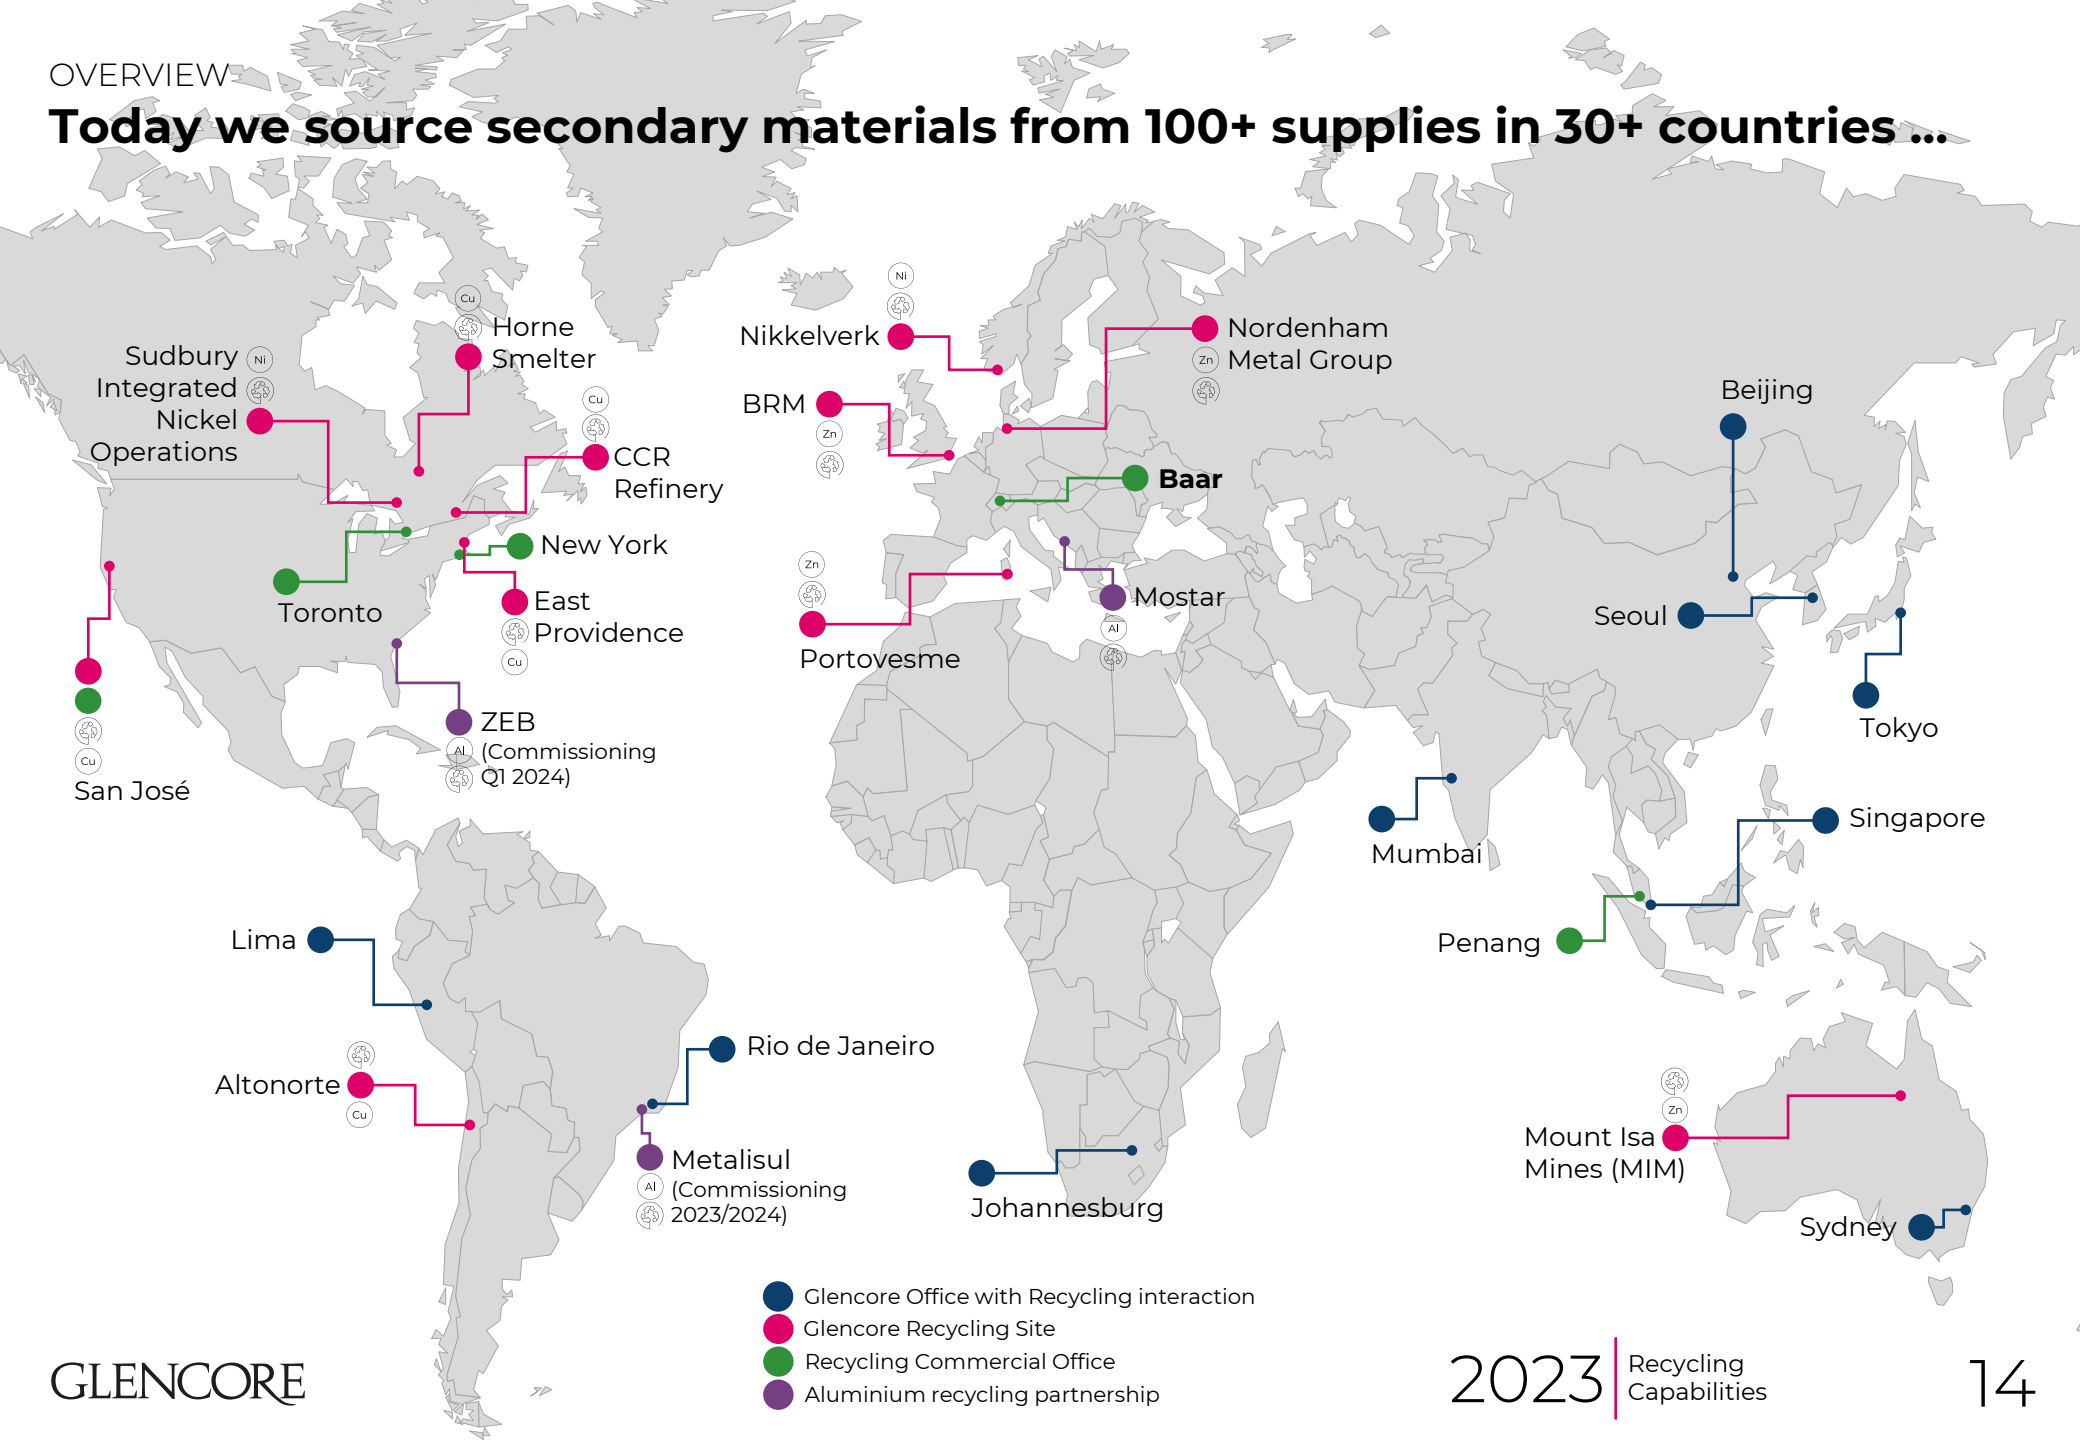 OVERVIEW
Today we source secondary materials from 100+ supplies in 30+ countries ...
Cu
Horne
Smelter
Sudbury
Integrated
Nickel
Operations
Ni
Cu
CCR
Refinery
New York
Toronto
East
Providence
Cu
ZEB
(Commissioning
Q1 2024)
Al
Cu
San José
Ni
Nikkelverk
Nordenham
Metal Group
Zn
BRM
Zn
Baar
Zn
Portovesme
Mostar
Al
Beijing
Seoul
Tokyo
Mumbai
Singapore
Penang
Lima
Altonorte
Cu
Rio de Janeiro
Metalisul
(Commissioning
2023/2024)
Al
Johannesburg
Zn
Mount Isa
Mines (MIM)
Sydney
Glencore Office with Recycling interaction
Glencore Recycling Site
Recycling Commercial Office
Aluminium recycling partnership
GLENCORE
2023
Recycling
Capabilities
14